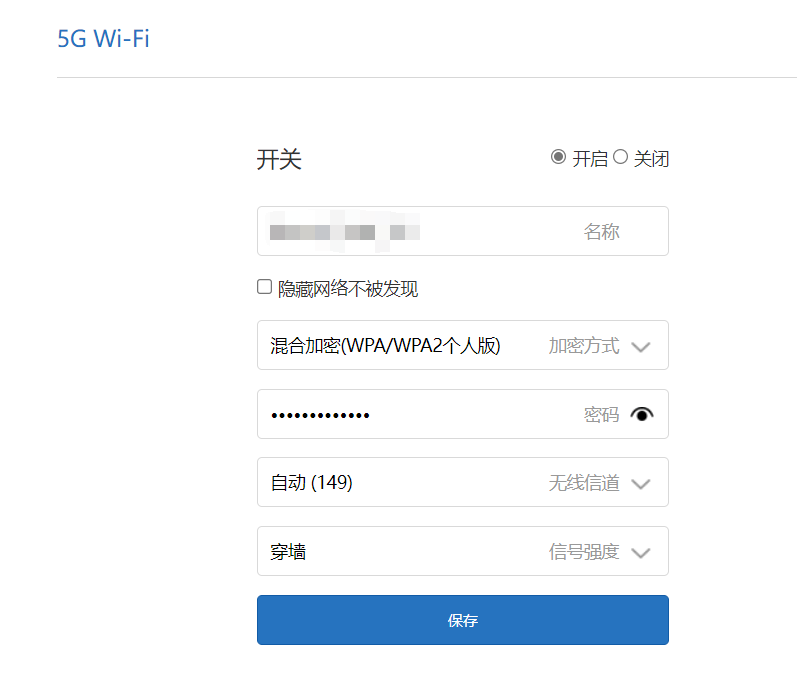 5G Wi-Fi
开关 开启 关闭
名称
隐藏网络不被发现
混合加密(WPA/WPA2个人版) 加密方式
••••••••••••• 密码
自动 (149) 无线信道
穿墙 信号强度
保存